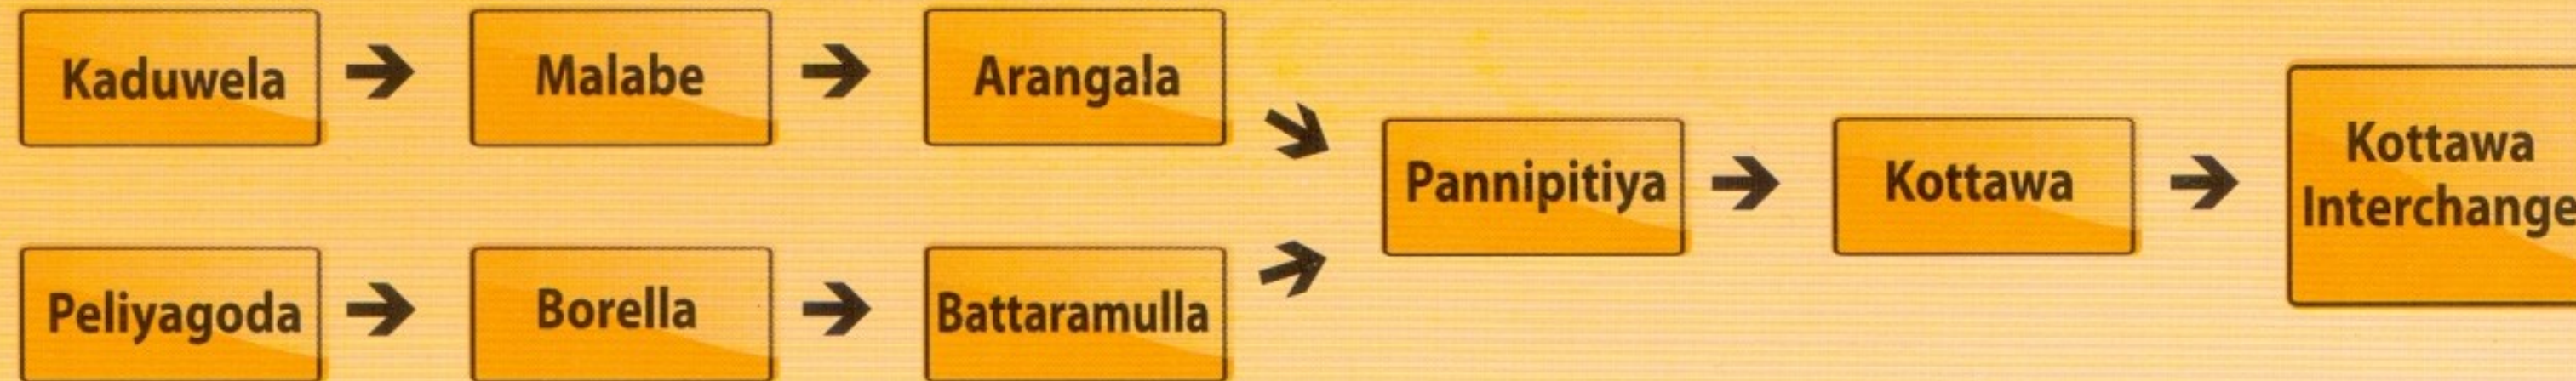 Kaduwela
Malabe
Arangala
Pannipitiya
Kottawa
Kottawa
Interchange
Peliyagoda
Borella
Battaramulla